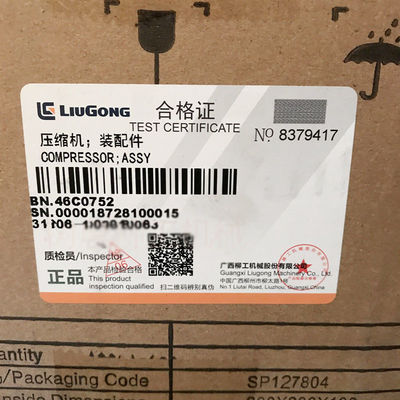 LIUGONG
合格证
TEST CERTIFICATE
No. 8379417
压缩机；装配件
COMPRESSOR;ASSY
BN.46C0752
SN.000018728100015
质检员/Inspector
正品
本产品检验合格
Inspection qualified
扫二维码辨别真伪
广西柳工机械股份有限公司
Guangxi Liugong Machinery Co.,Ltd.
中国广西柳州市柳太路1号
No.1 Liutai Road, Liuzhou, Guangxi, China
uantity
/Packaging Code
SP127804
nside Dimensions